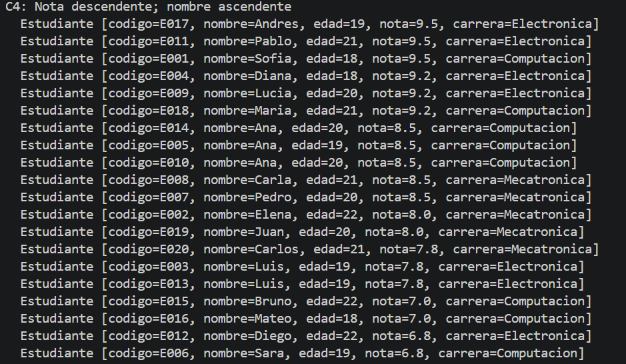 C4: Nota descendente; nombre ascendente
Estudiante [codigo=E017, nombre=Andres, edad=19, nota=9.5, carrera=Electronica]
Estudiante [codigo=E011, nombre=Pablo, edad=21, nota=9.5, carrera=Electronica]
Estudiante [codigo=E001, nombre=Sofia, edad=18, nota=9.5, carrera=Computacion]
Estudiante [codigo=E004, nombre=Diana, edad=18, nota=9.2, carrera=Electronica]
Estudiante [codigo=E009, nombre=Lucia, edad=20, nota=9.2, carrera=Electronica]
Estudiante [codigo=E018, nombre=Maria, edad=21, nota=9.2, carrera=Computacion]
Estudiante [codigo=E014, nombre=Ana, edad=20, nota=8.5, carrera=Computacion]
Estudiante [codigo=E005, nombre=Ana, edad=19, nota=8.5, carrera=Computacion]
Estudiante [codigo=E010, nombre=Ana, edad=20, nota=8.5, carrera=Computacion]
Estudiante [codigo=E008, nombre=Carla, edad=21, nota=8.5, carrera=Mecatronica]
Estudiante [codigo=E007, nombre=Pedro, edad=20, nota=8.5, carrera=Mecatronica]
Estudiante [codigo=E002, nombre=Elena, edad=22, nota=8.0, carrera=Mecatronica]
Estudiante [codigo=E019, nombre=Juan, edad=20, nota=8.0, carrera=Mecatronica]
Estudiante [codigo=E020, nombre=Carlos, edad=21, nota=7.8, carrera=Mecatronica]
Estudiante [codigo=E003, nombre=Luis, edad=19, nota=7.8, carrera=Electronica]
Estudiante [codigo=E013, nombre=Luis, edad=19, nota=7.8, carrera=Electronica]
Estudiante [codigo=E015, nombre=Bruno, edad=22, nota=7.0, carrera=Computacion]
Estudiante [codigo=E016, nombre=Mateo, edad=18, nota=7.0, carrera=Computacion]
Estudiante [codigo=E012, nombre=Diego, edad=22, nota=6.8, carrera=Electronica]
Estudiante [codigo=E006, nombre=Sara, edad=19, nota=6.8, carrera=Computacion]